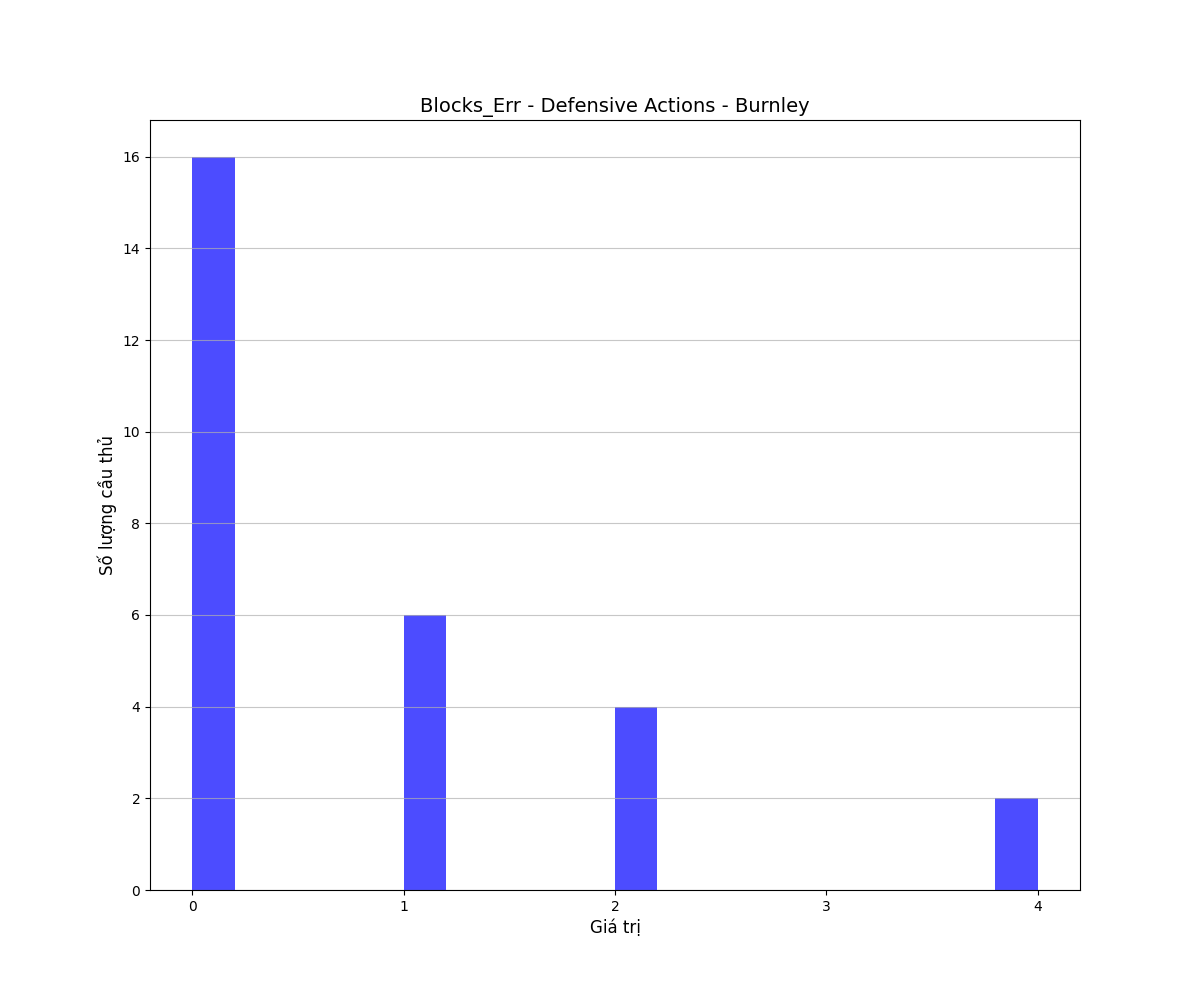 Blocks_Err - Defensive Actions - Burnley
16
14
12
10
8
6
4
2
0
Số lượng cầu thủ
0 1 2 3 4
Giá trị